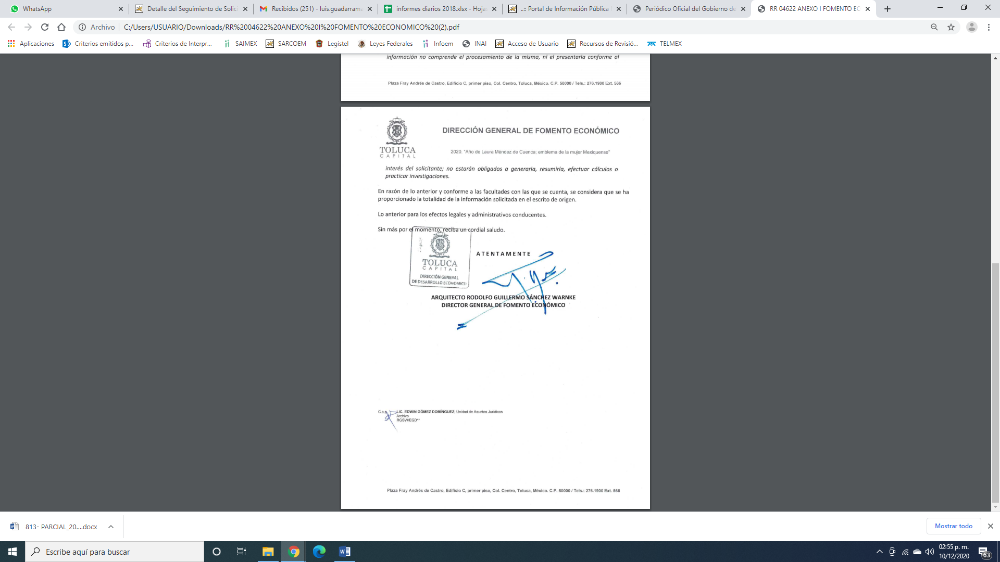 WhatsApp
Detalle del Seguimiento de Solici
Recibidos (251) - luis.guadarrama
informes diarios 2018.xlsx - Hoja
..:: Portal de Información Pública
Periódico Oficial del Gobierno de
RR 04622 ANEXO I FOMENTO EC
Archivo
C:/Users/USUARIO/Downloads/RR%2004622%20ANEXO%20I%20FOMENTO%20ECONOMICO%20(2).pdf
Aplicaciones
Criterios emitidos p...
Criterios de Interpr...
SAIMEX
SARCOEM
Legistel
Leyes Federales
Infoem
INAI
Acceso de Usuario
Recursos de Revisió...
TELMEX
información no comprende el procesamiento de la misma, ni el presentarla conforme al
Plaza Fray Andrés de Castro, Edificio C, primer piso, Col. Centro, Toluca, México. C.P. 50000 / Tels.: 276.1900 Ext. 566
TOLUCA
CAPITAL
DIRECCIÓN GENERAL DE FOMENTO ECONÓMICO
2020. "Año de Laura Méndez de Cuenca; emblema de la mujer Mexiquense"
interés del solicitante; no estarán obligados a generarla, resumirla, efectuar cálculos o
practicar investigaciones.
En razón de lo anterior y conforme a las facultades con las que se cuenta, se considera que se ha
proporcionado la totalidad de la información solicitada en el escrito de origen.
Lo anterior para los efectos legales y administrativos conducentes.
Sin más por el momento, reciba un cordial saludo.
TOLUCA
CAPITAL
DIRECCIÓN GENERAL
DE DESARROLLO ECONÓMICO
ATENTAMENTE
ARQUITECTO RODOLFO GUILLERMO SÁNCHEZ WARNKE
DIRECTOR GENERAL DE FOMENTO ECONÓMICO
C.c.p. LIC. EDWIN GÓMEZ DOMÍNGUEZ; Unidad de Asuntos Jurídicos
Archivo
RGSW/EGD**
Plaza Fray Andrés de Castro, Edificio C, primer piso, Col. Centro, Toluca, México. C.P. 50000 / Tels.: 276.1900 Ext. 566
813- PARCIAL_20....docx
Mostrar todo
Escribe aquí para buscar
02:55 p. m.
10/12/2020
63